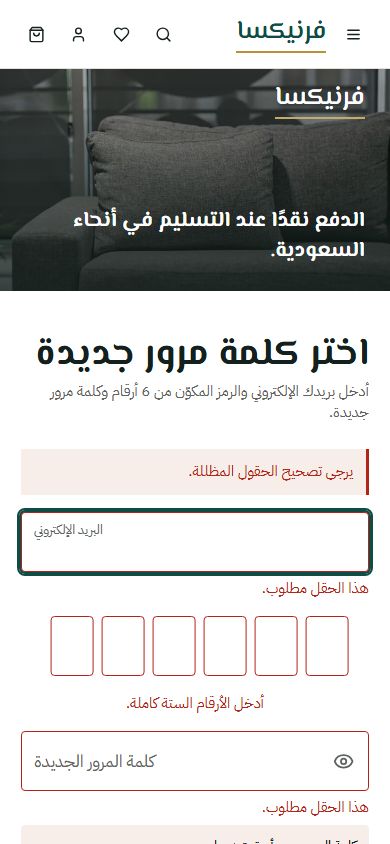 فرنيكسا
فرنيكسا
الدفع نقدًا عند التسليم في أنحاء
السعودية.
اختر كلمة مرور جديدة
أدخل بريدك الإلكتروني والرمز المكوّن من 6 أرقام وكلمة مرور
جديدة.
يرجى تصحيح الحقول المظللة.
البريد الإلكتروني
هذا الحقل مطلوب.
أدخل الأرقام الستة كاملة.
كلمة المرور الجديدة
هذا الحقل مطلوب.